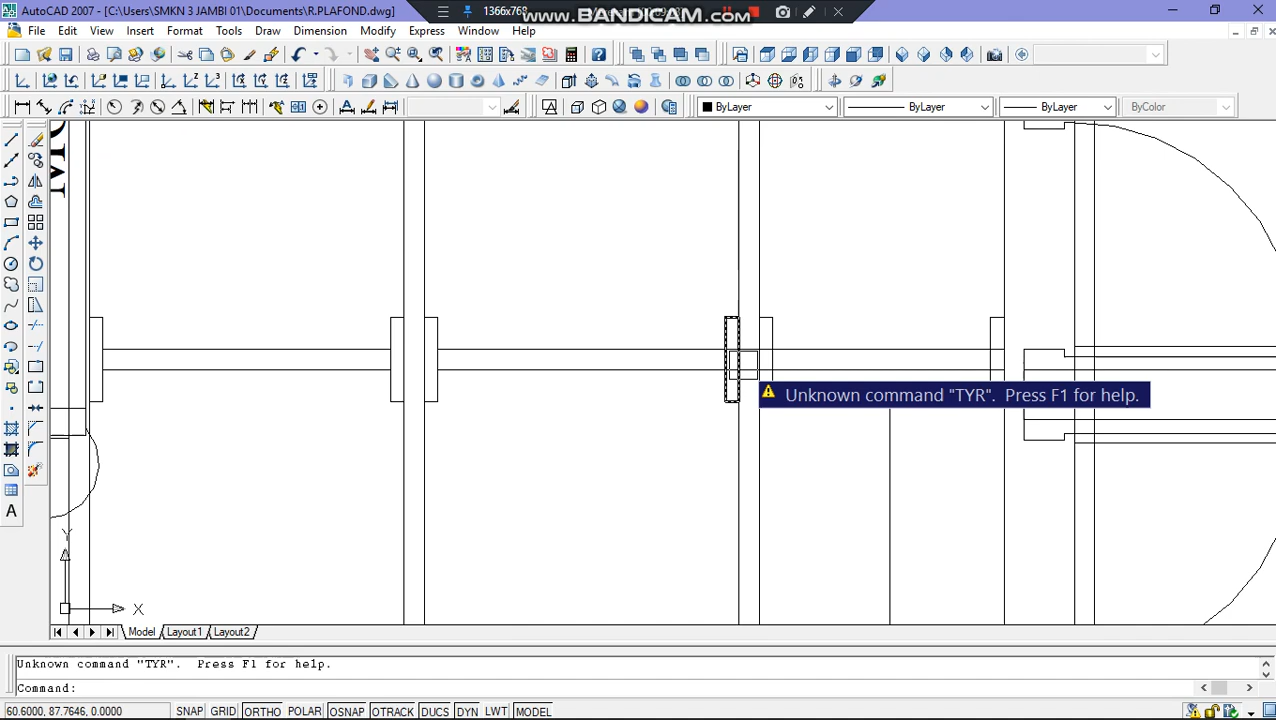 AutoCAD 2007 - [C:\Users\SMKN 3 JAMBI 01\Documents\R.PLAFOND.dwg]
1366x768
www.BANDICAM.com
File Edit View Insert Format Tools Draw Dimension Modify Express Window Help
ByLayer ByLayer ByLayer ByColor
Unknown command "TYR". Press F1 for help.
Y
X
Model Layout1 Layout2
Unknown command "TYR". Press F1 for help.
Command:
60.6000, 87.7646, 0.0000 SNAP GRID ORTHO POLAR OSNAP OTRACK DUCS DYN LWT MODEL